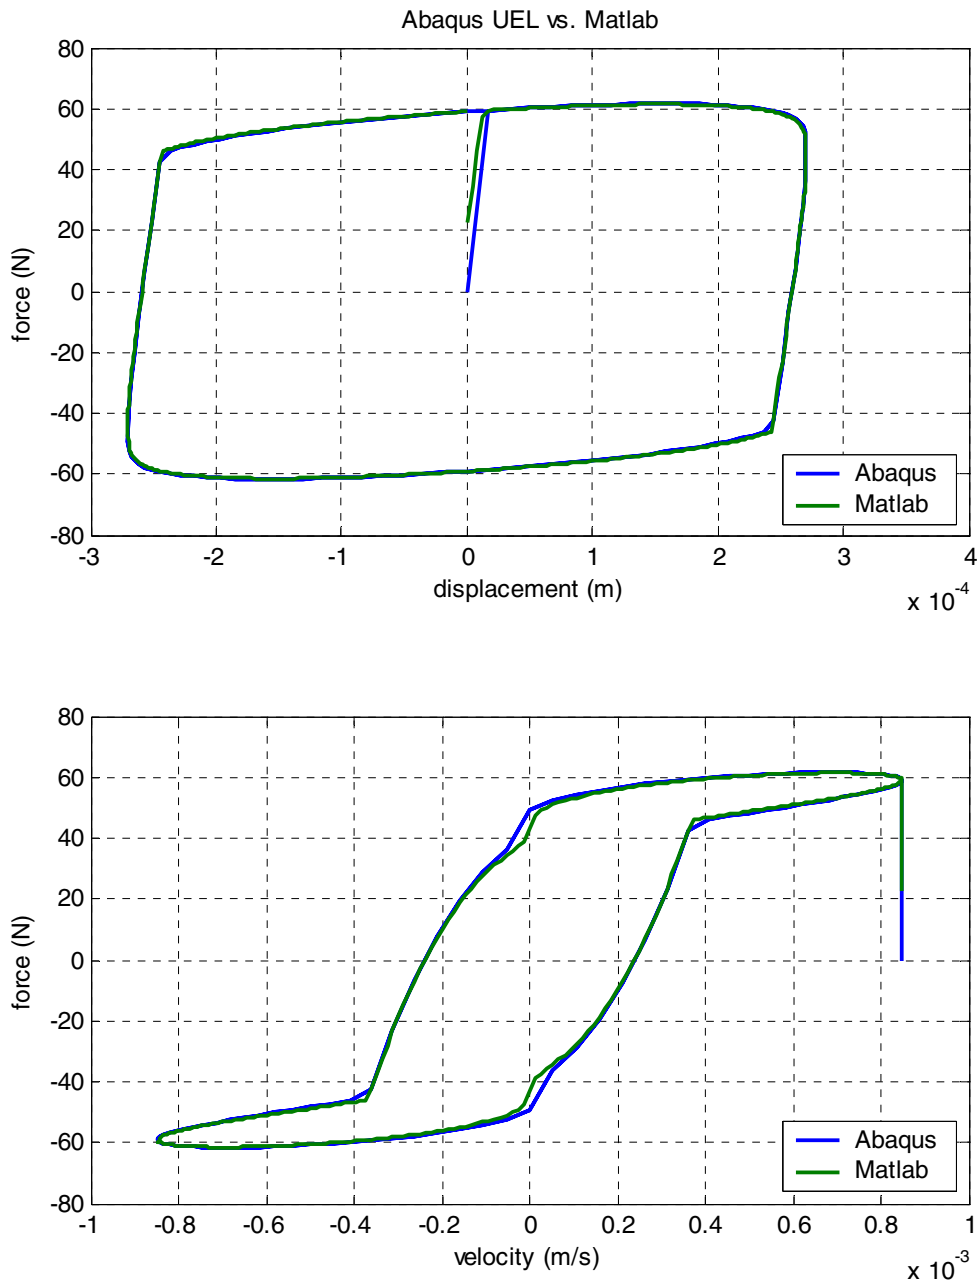 Abaqus UEL vs. Matlab
80
60
40
20
0
-20
-40
-60
-80
force (N)
Abaqus
Matlab
-3 -2 -1 0 1 2 3 4
displacement (m)
x 10^-4
80
60
40
20
0
-20
-40
-60
-80
force (N)
Abaqus
Matlab
-1 -0.8 -0.6 -0.4 -0.2 0 0.2 0.4 0.6 0.8 1
velocity (m/s)
x 10^-3